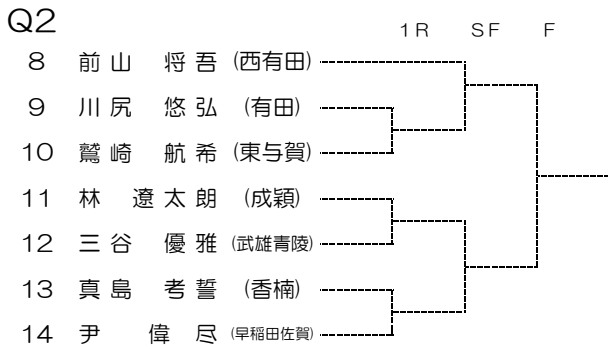 Q2
1R SF F
8 前山 将吾 (西有田)
9 川尻 悠弘 (有田)
10 鷲崎 航希 (東与賀)
11 林 遼太朗 (成穎)
12 三谷 優雅 (武雄青陵)
13 真島 考誓 (香楠)
14 尹 偉尽 (早稲田佐賀)